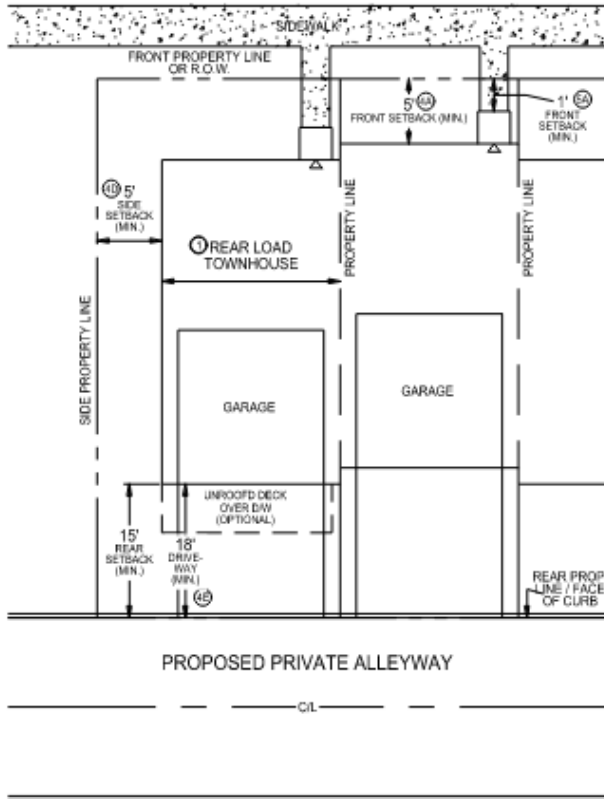 SIDEWALK
FRONT PROPERTY LINE
OR R.O.W.
5' 4A
FRONT SETBACK (MIN.)
1' 5A
FRONT
SETBACK
(MIN.)
4D 5'
SIDE
SETBACK
(MIN.)
1 REAR LOAD
TOWNHOUSE
PROPERTY LINE
PROPERTY LINE
SIDE PROPERTY LINE
GARAGE
GARAGE
UNROOFD DECK
OVER D/W
(OPTIONAL)
15'
REAR
SETBACK
(MIN.)
18'
DRIVE-
WAY
(MIN.)
4E
REAR PROP
LINE / FACE
OF CURB
PROPOSED PRIVATE ALLEYWAY
C/L